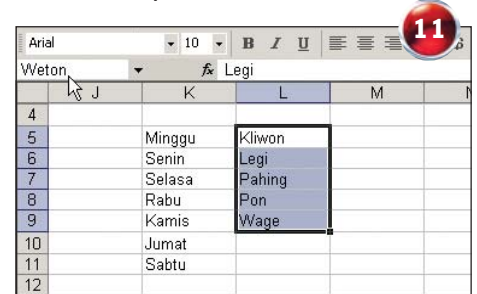 11
Arial 10 B I U
Weton fx Legi
J K L M
4
5 Minggu Kliwon
6 Senin Legi
7 Selasa Pahing
8 Rabu Pon
9 Kamis Wage
10 Jumat
11 Sabtu
12